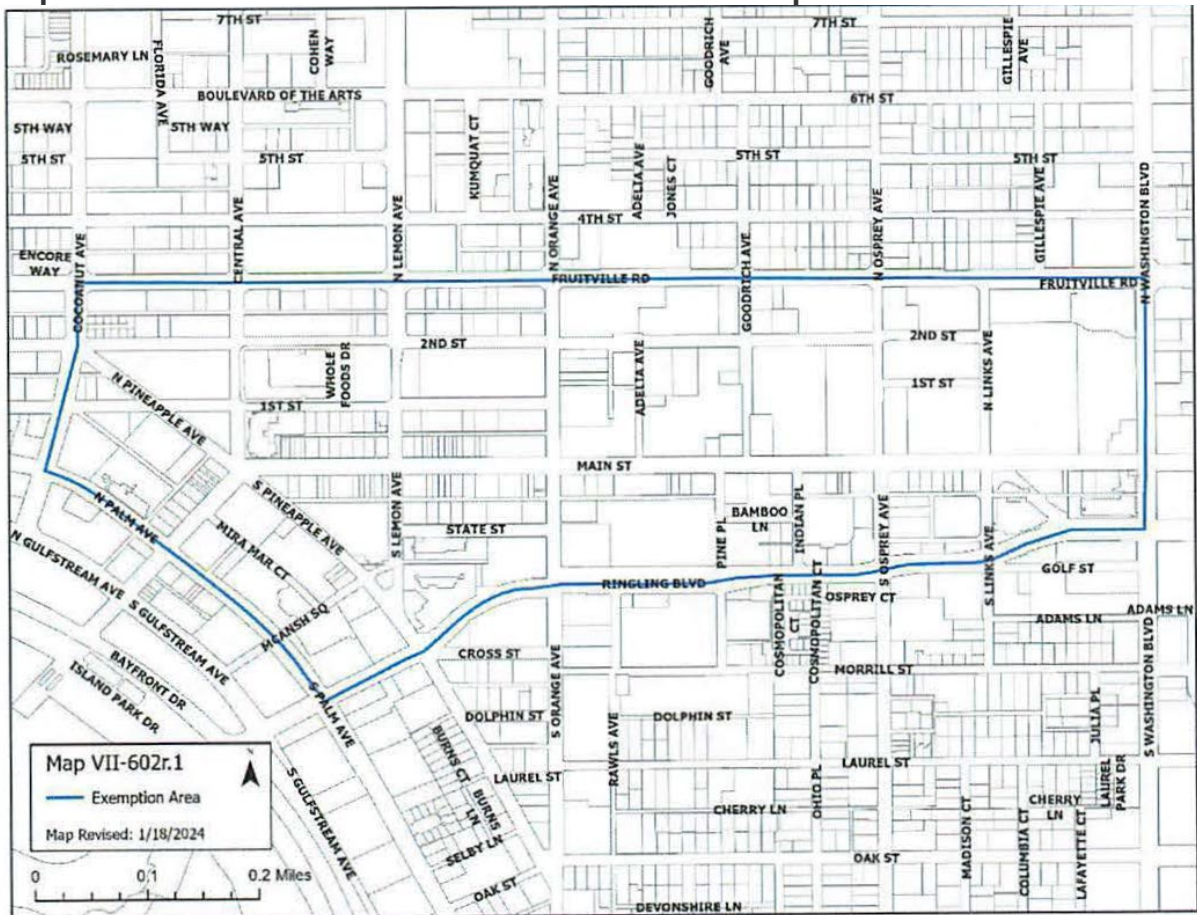 7TH ST
7TH ST
ROSEMARY LN
FLORIDA AVE
COHEN WAY
GOODRICH AVE
GILLESPIE AVE
BOULEVARD OF THE ARTS
6TH ST
5TH WAY
5TH WAY
KUMQUAT CT
5TH ST
5TH ST
5TH ST
5TH ST
ADELIA AVE
JONES CT
N WASHINGTON BLVD
CENTRAL AVE
N LEMON AVE
N ORANGE AVE
4TH ST
N OSPREY AVE
GILLESPIE AVE
ENCORE WAY
COCOANUT AVE
GOODRICH AVE
FRUITVILLE RD
FRUITVILLE RD
2ND ST
2ND ST
N PINEAPPLE AVE
WHOLE FOODS DR
ADELIA AVE
N LINKS AVE
1ST ST
1ST ST
MAIN ST
S PINEAPPLE AVE
N PALM AVE
MIRA MAR CT
S LEMON AVE
STATE ST
PINE PL
BAMBOO LN
INDIAN PL
S OSPREY AVE
N GULFSTREAM AVE
S GULFSTREAM AVE
MCANSH SQ
RINGLING BLVD
S LINKS AVE
GOLF ST
COSMOPOLITAN CT
COSMOPOLITAN CT
OSPREY CT
ADAMS LN
ADAMS LN
BAYFRONT DR
ISLAND PARK DR
CROSS ST
MORRILL ST
S PALM AVE
S ORANGE AVE
DOLPHIN ST
DOLPHIN ST
JULIA PL
S WASHINGTON BLVD
BURNS CT
RAWLS AVE
LAUREL ST
LAUREL ST
LAUREL PARK DR
S GULFSTREAM AVE
BURNS LN
CHERRY LN
OHIO PL
CHERRY LN
SELBY LN
MADISON CT
COLUMBIA CT
LAFAYETTE CT
OAK ST
OAK ST
DEVONSHIRE LN
Map VII-602r.1
N
Exemption Area
Map Revised: 1/18/2024
0 0.1 0.2 Miles